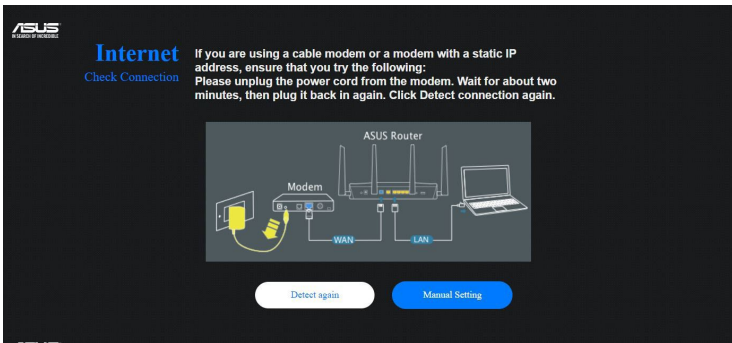 ASUS
IN SEARCH OF INCREDIBLE
Internet
Check Connection
If you are using a cable modem or a modem with a static IP
address, ensure that you try the following:
Please unplug the power cord from the modem. Wait for about two
minutes, then plug it back in again. Click Detect connection again.
ASUS Router
Modem
WAN
LAN
Detect again
Manual Setting